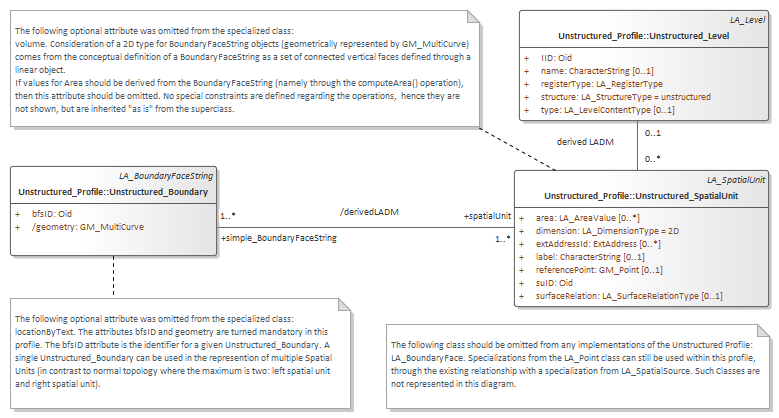 The following optional attribute was omitted from the specialized class:
volume. Consideration of a 2D type for BoundaryFaceString objects (geometrically represented by GM_MultiCurve)
comes from the conceptual definition of a BoundaryFaceString as a set of connected vertical faces defined through a
linear object.
If values for Area should be derived from the BoundaryFaceString (namely through the computeArea() operation),
then this attribute should be omitted. No special constraints are defined regarding the operations, hence they are
not shown, but are inherited "as is" from the superclass.
LA_Level
Unstructured_Profile::Unstructured_Level
+ IID: Oid
+ name: CharacterString [0..1]
+ registerType: LA_RegisterType
+ structure: LA_StructureType = unstructured
+ type: LA_LevelContentType [0..1]
0..1
derived LADM
0..*
LA_BoundaryFaceString
Unstructured_Profile::Unstructured_Boundary
+ bfsID: Oid
+ /geometry: GM_MultiCurve
1..* /derivedLADM +spatialUnit
+simple_BoundaryFaceString 1..*
LA_SpatialUnit
Unstructured_Profile::Unstructured_SpatialUnit
+ area: LA_AreaValue [0..*]
+ dimension: LA_DimensionType = 2D
+ extAddressId: ExtAddress [0..*]
+ label: CharacterString [0..1]
+ referencePoint: GM_Point [0..1]
+ suID: Oid
+ surfaceRelation: LA_SurfaceRelationType [0..1]
The following optional attribute was omitted from the specialized class:
locationByText. The attributes bfsID and geometry are turned mandatory in this
profile. The bfsID attribute is the identifier for a given Unstructured_Boundary. A
single Unstructured_Boundary can be used in the represention of multiple Spatial
Units (in contrast to normal topology where the maximum is two: left spatial unit
and right spatial unit).
The following class should be omitted from any implementations of the Unstructured Profile:
LA_BoundaryFace. Specializations from the LA_Point class can still be used within this profile,
through the existing relationship with a specialization from LA_SpatialSource. Such Classes are
not represented in this diagram.